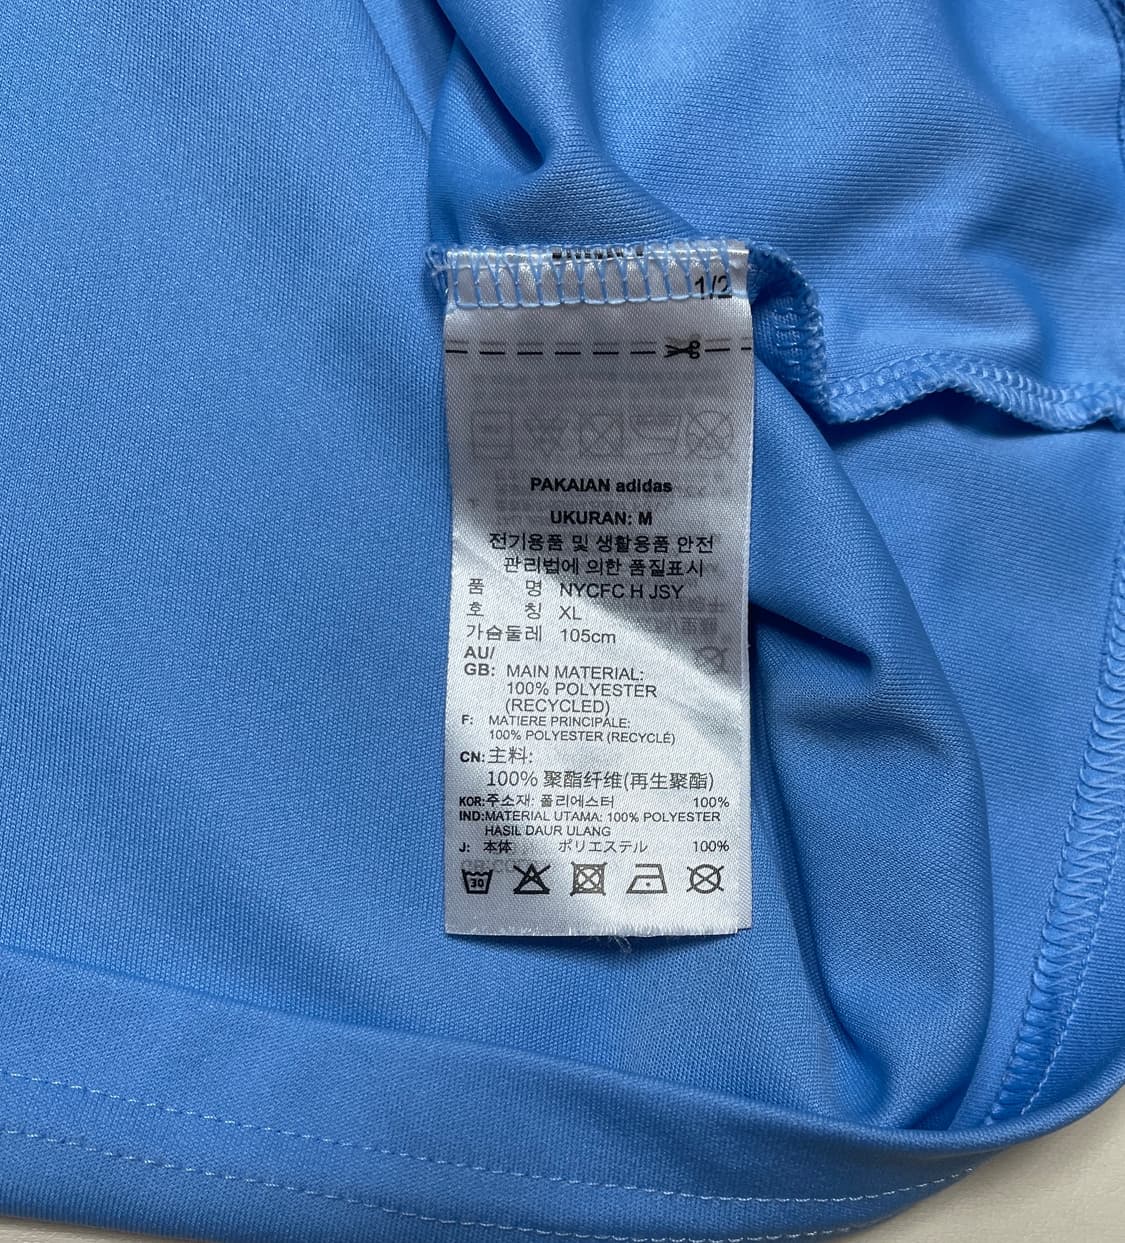 1/2
PAKAIAN adidas
UKURAN: M
전기용품 및 생활용품 안전
관리법에 의한 품질표시
품 명 NYCFC H JSY
호 칭 XL
가슴둘레 105cm
AU/
GB: MAIN MATERIAL:
100% POLYESTER
(RECYCLED)
F: MATIERE PRINCIPALE:
100% POLYESTER (RECYCLÉ)
CN: 主料:
100% 聚酯纤维(再生聚酯)
KOR: 주소재: 폴리에스터 100%
IND: MATERIAL UTAMA: 100% POLYESTER
HASIL DAUR ULANG
J: 本体 ポリエステル 100%
30